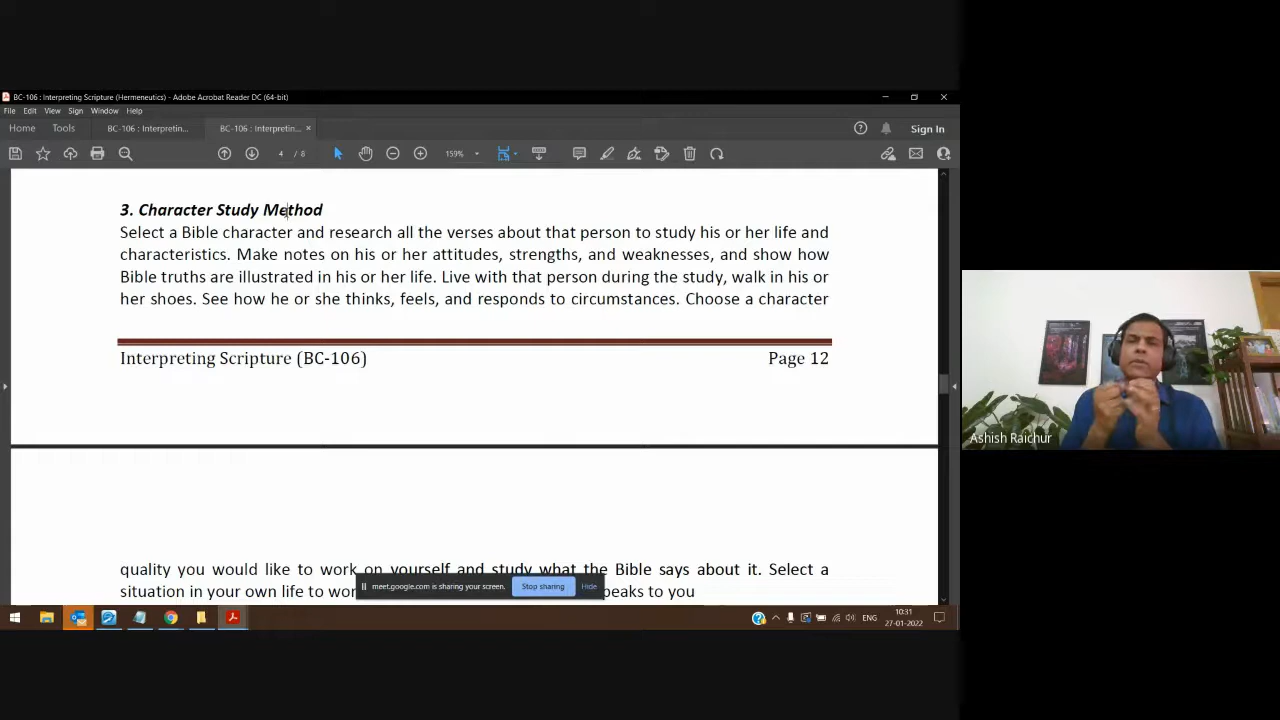 BC-106 : Interpreting Scripture (Hermeneutics) - Adobe Acrobat Reader DC (64-bit)
File Edit View Sign Window Help
Home Tools BC-106 : Interpretin... BC-106 : Interpretin... × Sign In
4 / 8 159%
3. Character Study Method
Select a Bible character and research all the verses about that person to study his or her life and
characteristics. Make notes on his or her attitudes, strengths, and weaknesses, and show how
Bible truths are illustrated in his or her life. Live with that person during the study, walk in his or
her shoes. See how he or she thinks, feels, and responds to circumstances. Choose a character
Interpreting Scripture (BC-106) Page 12
Ashish Raichur
quality you would like to work on yourself and study what the Bible says about it. Select a
situation in your own life to wor
peaks to you
meet.google.com is sharing your screen. Stop sharing Hide
ENG
10:31
27-01-2022